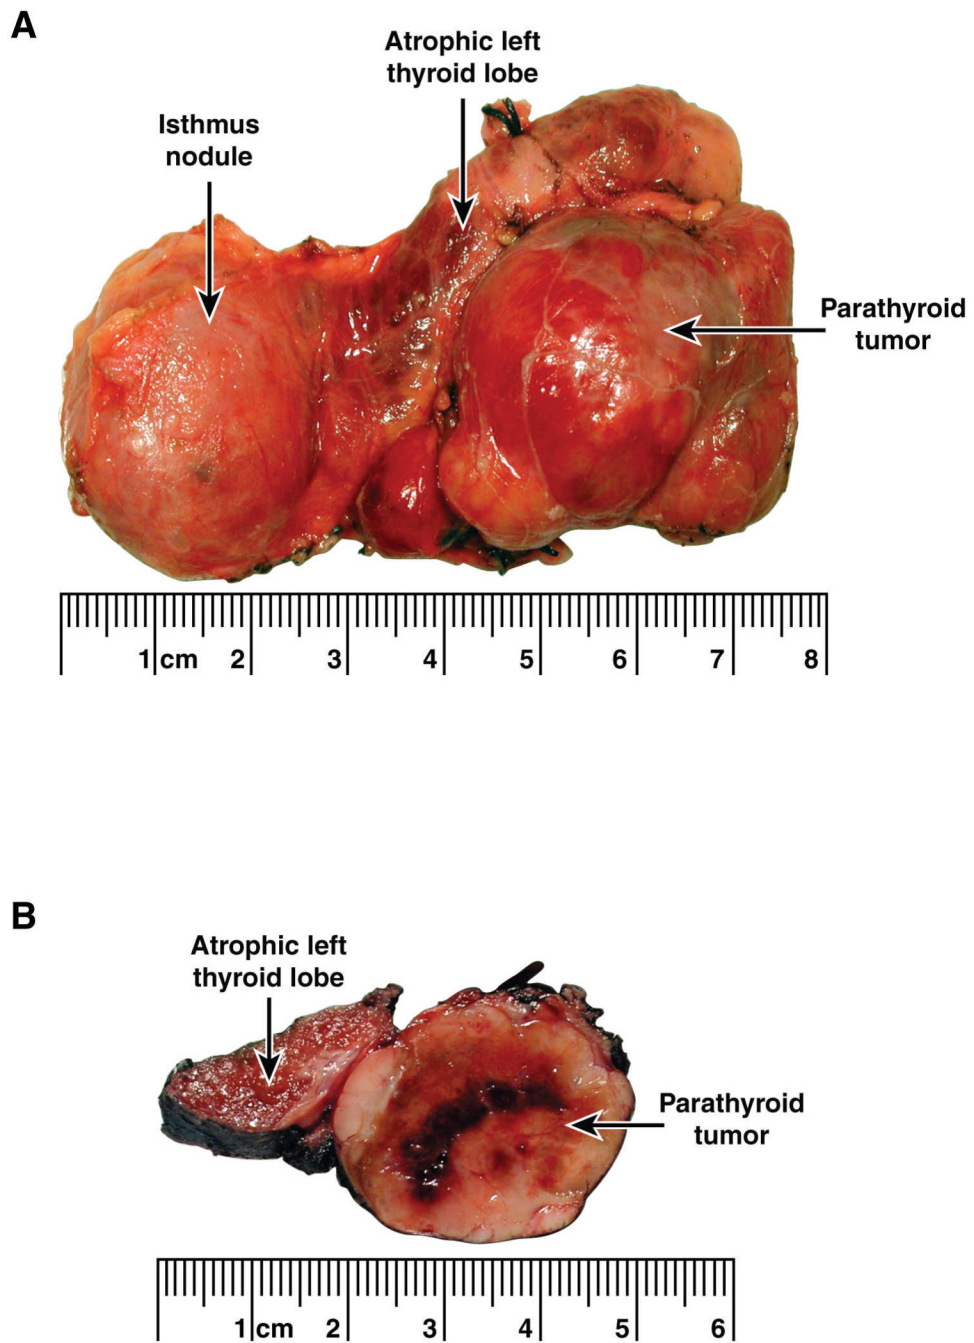 A
Atrophic left
thyroid lobe
Isthmus
nodule
Parathyroid
tumor
1 cm 2 3 4 5 6 7 8
B
Atrophic left
thyroid lobe
Parathyroid
tumor
1 cm 2 3 4 5 6